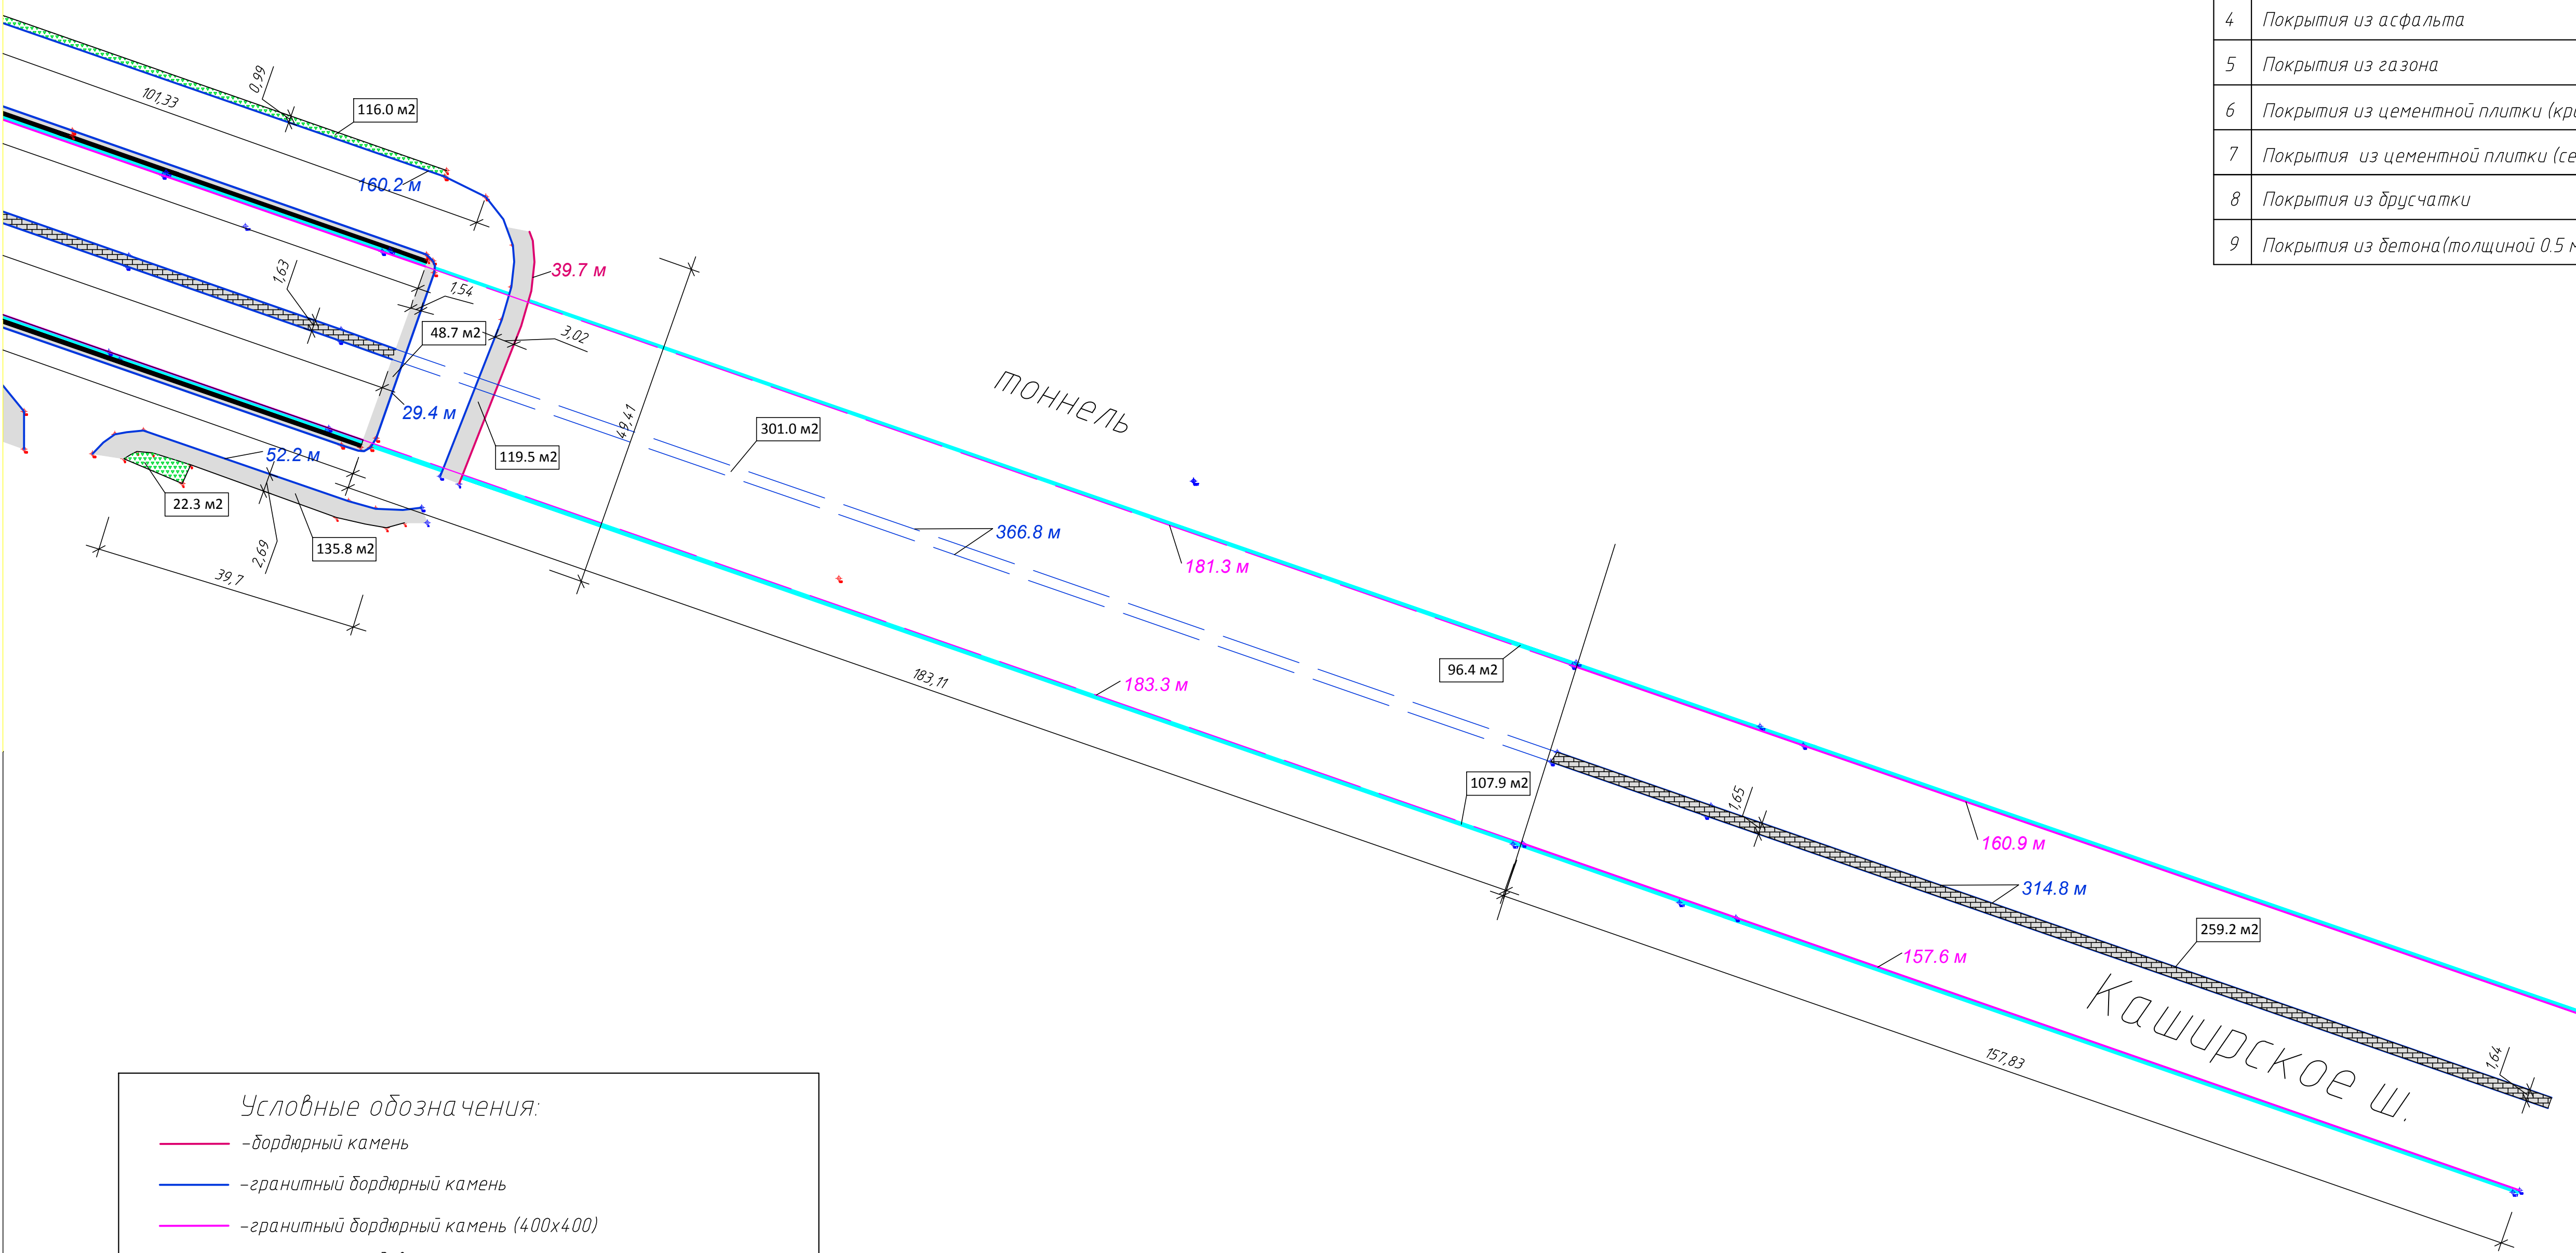 4 Покрытия из асфальта
5 Покрытия из газона
6 Покрытия из цементной плитки
7 Покрытия из цементной плитки
8 Покрытия из брусчатки
9 Покрытия из бетона(толщиной 0.5
0,99
101,33
116.0 м2
160.2 м
39.7 м
1,63
1,54
48.7 м2
3,02
29.4 м
49,41
тоннель
301.0 м2
52.2 м
119.5 м2
22.3 м2
135.8 м2
2,69
39,7
366.8 м
181.3 м
183,11
183.3 м
96.4 м2
107.9 м2
1,65
160.9 м
314.8 м
259.2 м2
157.6 м
Каширское ш.
157,83
1,64
Условные обозначения:
-бордюрный камень
-гранитный бордюрный камень
-гранитный бордюрный камень (400х400)